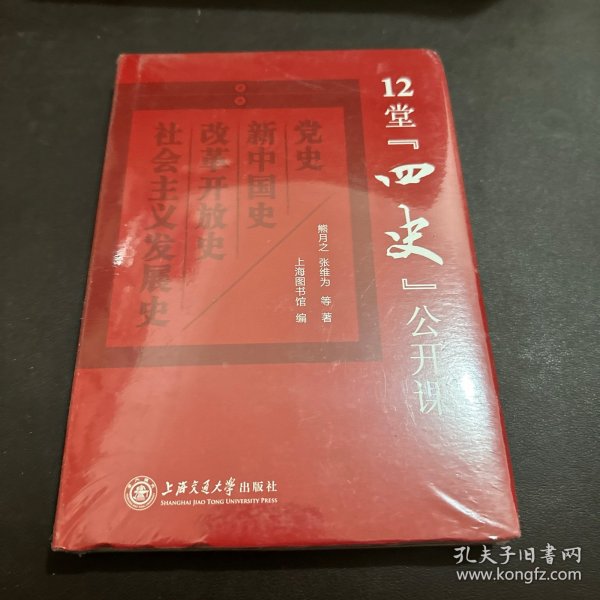 12堂『四史』公开课
党史
新中国史
改革开放史
社会主义发展史
熊月之 张维为 等 著
上海图书馆 编
上海交通大学出版社
SHANGHAI JIAO TONG UNIVERSITY PRESS
孔夫子旧书网
www.kongfz.com